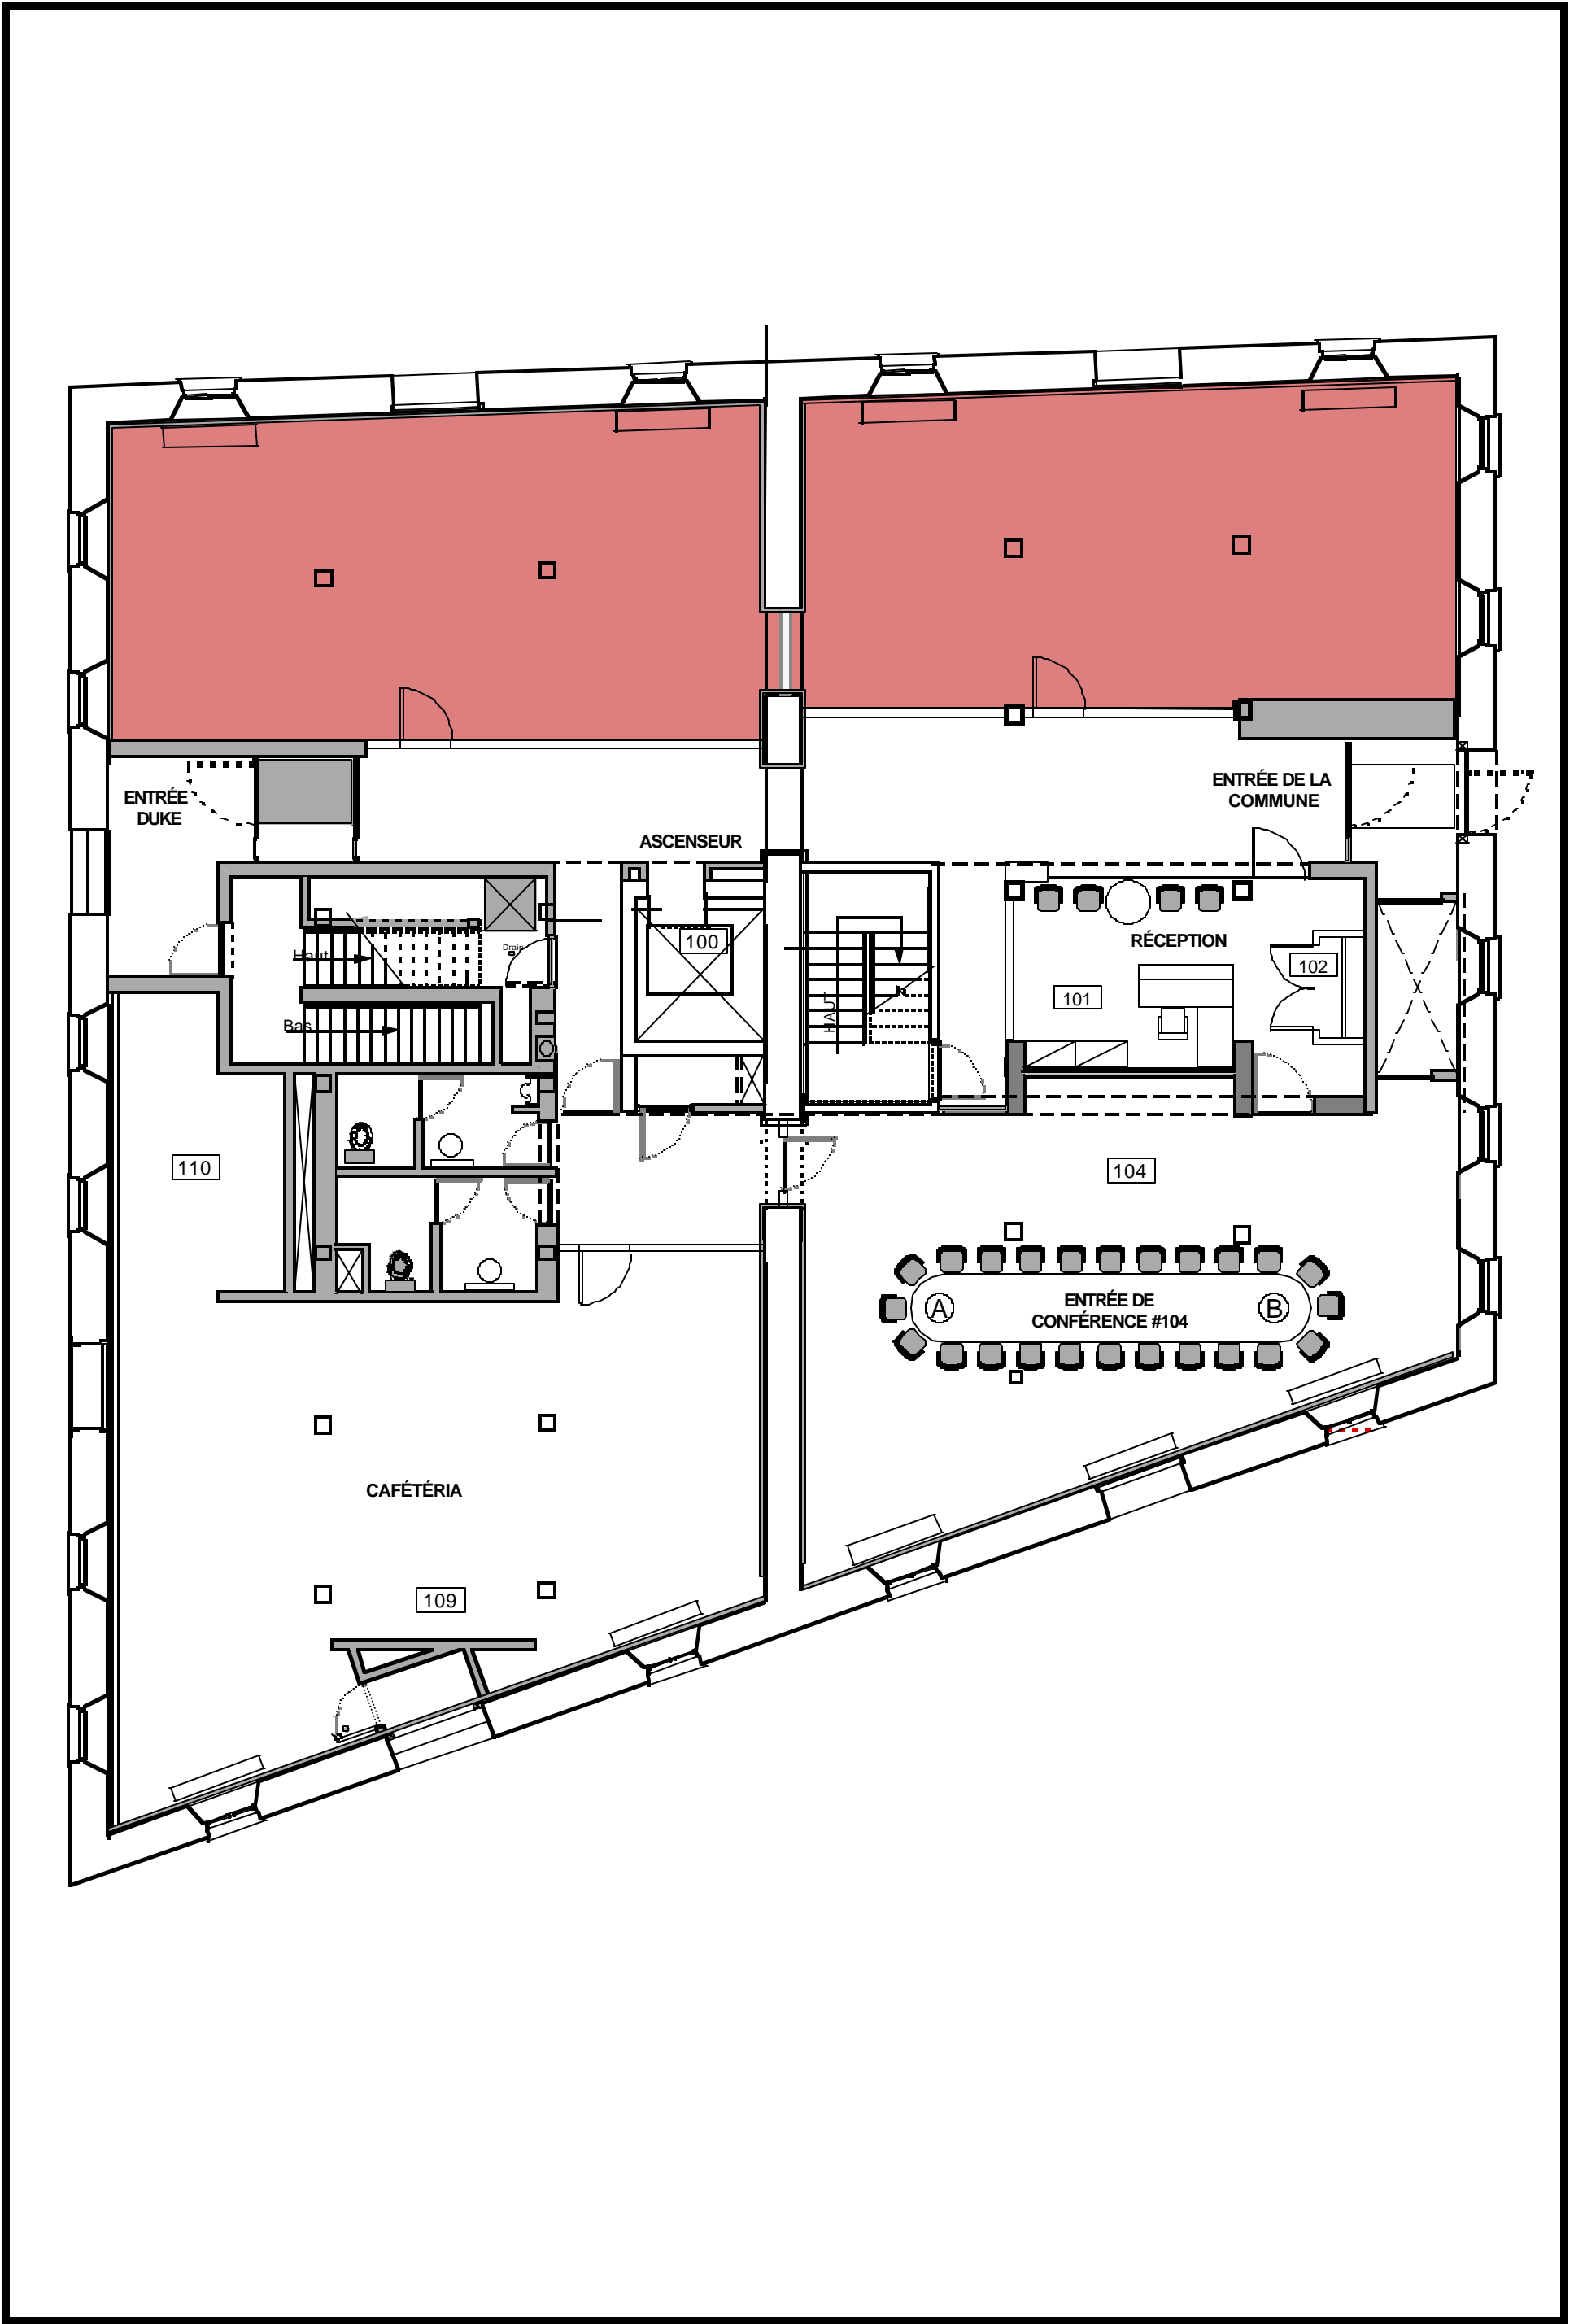 ENTRÉE
DUKE
ENTRÉE DE LA
COMMUNE
ASCENSEUR
100
Haut
Drain
Bas
HAUT
RÉCEPTION
101
102
110
104
A
ENTRÉE DE
CONFÉRENCE #104
B
CAFÉTÉRIA
109